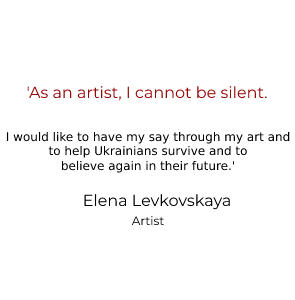 'As an artist, I cannot be silent.
I would like to have my say through my art and
to help Ukrainians survive and to
believe again in their future.'
Elena Levkovskaya
Artist